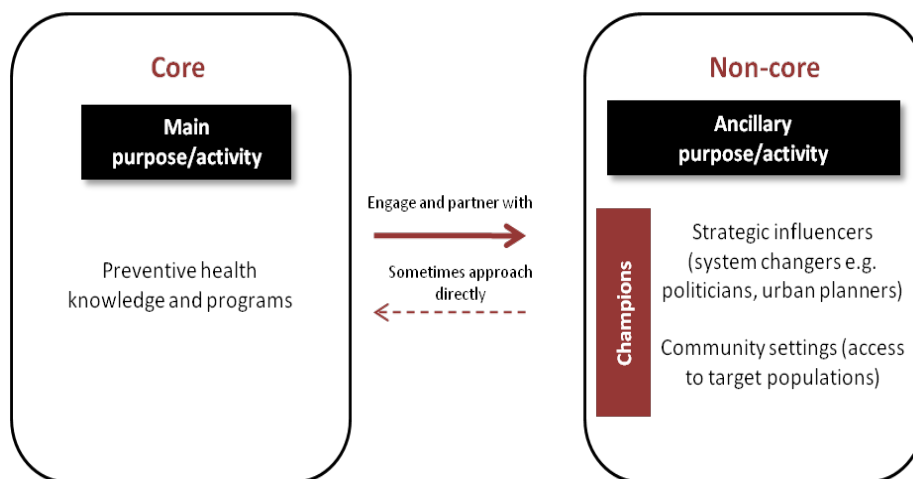 Core
Main
purpose/activity
Preventive health
knowledge and programs
Engage and partner with
Sometimes approach
directly
Non-core
Ancillary
purpose/activity
Champions
Strategic influencers
(system changers e.g.
politicians, urban planners)
Community settings (access
to target populations)